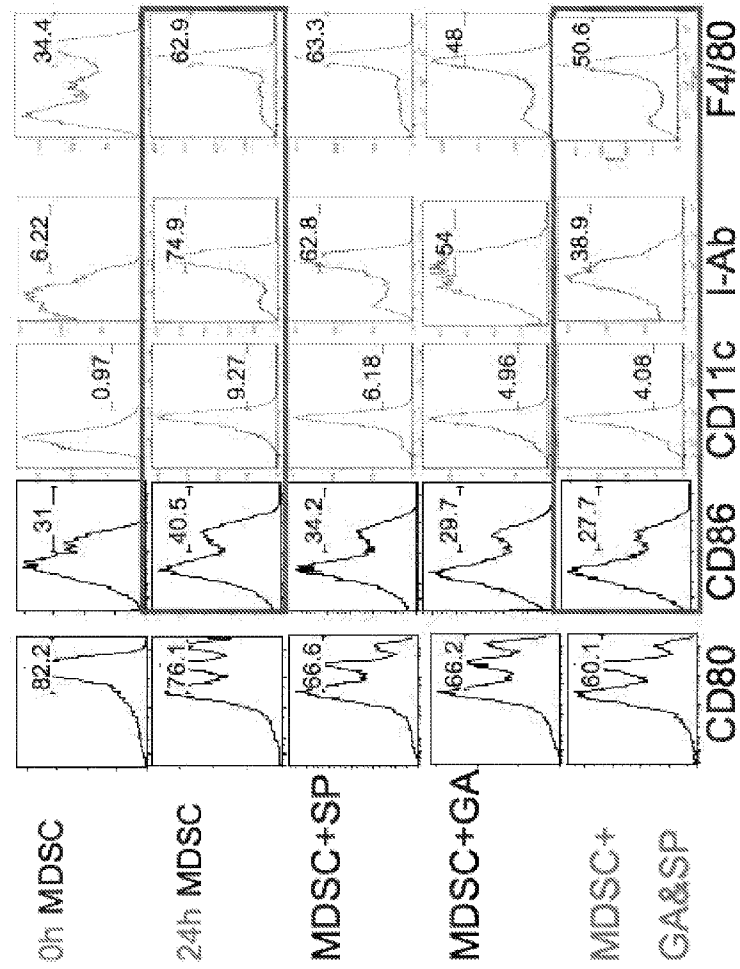 0h MDSC
82.2
31
0.97
6.22
34.4
24h MDSC
76.1
40.5
9.27
74.9
62.9
MDSC+SP
66.6
34.2
6.18
62.8
63.3
MDSC+GA
66.2
29.7
4.96
54
48
MDSC+
GA&SP
60.1
27.7
4.08
38.9
50.6
CD80
CD86
CD11c
I-Ab
F4/80